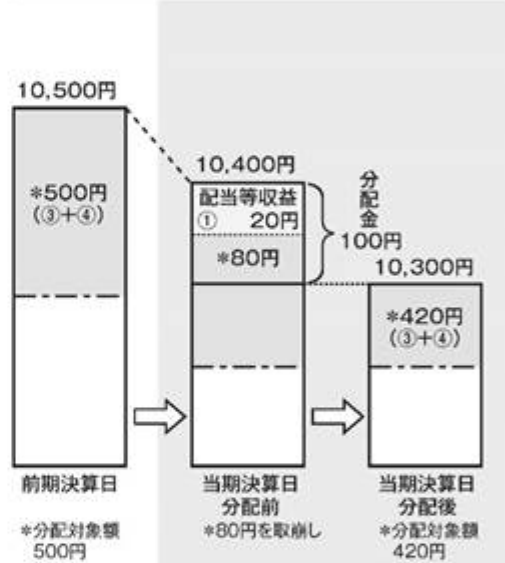 10,500円
*500円
(③+④)
前期決算日
*分配対象額
500円
10,400円
配当等収益
① 20円
*80円
分配金
100円
当期決算日
分配前
*80円を取崩し
10,300円
*420円
(③+④)
当期決算日
分配後
*分配対象額
420円